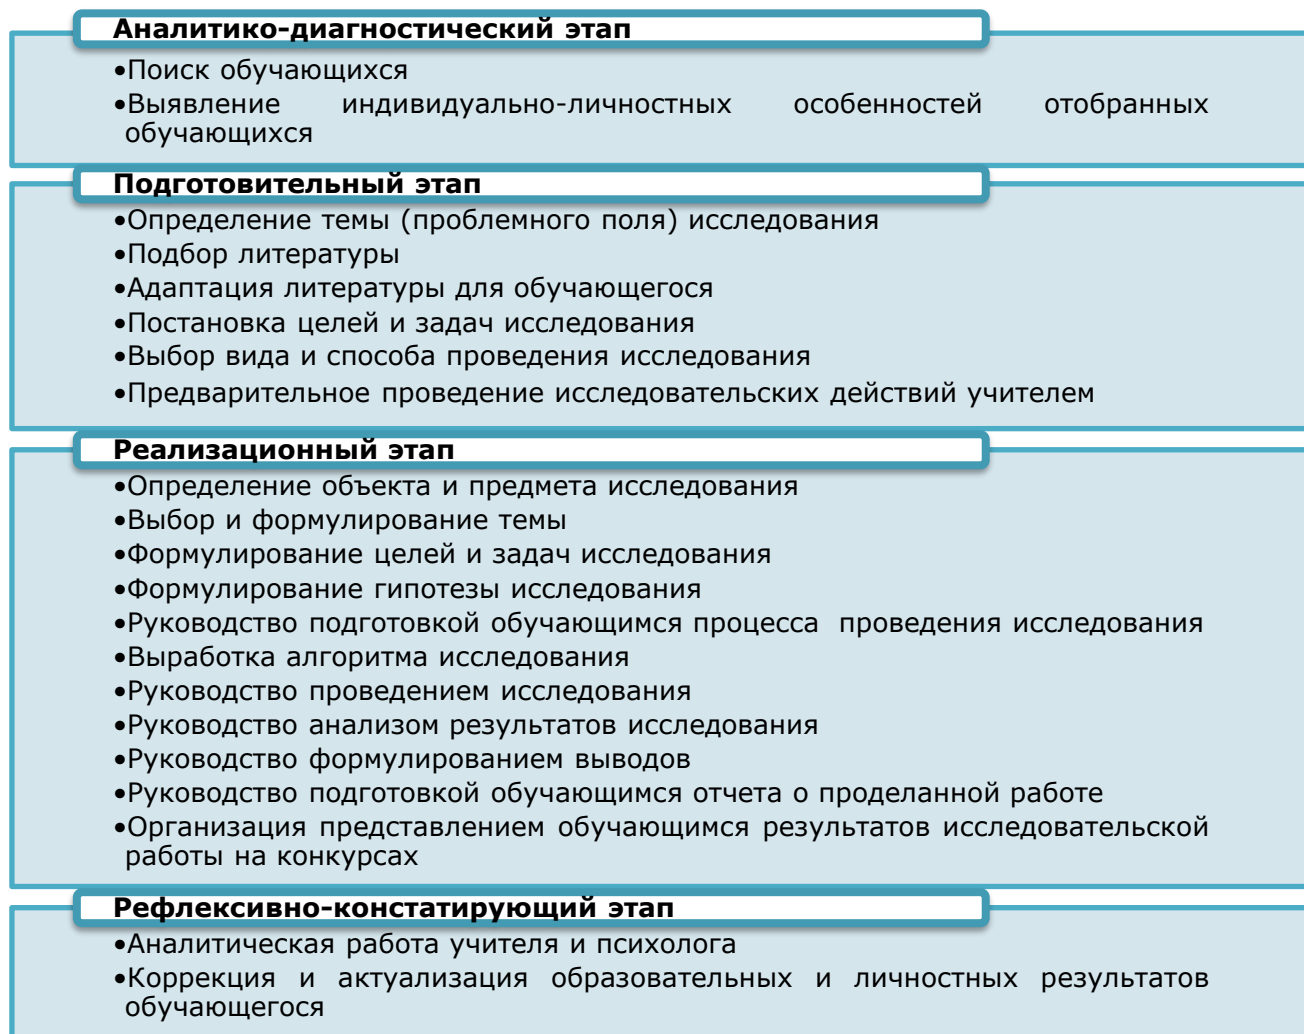 Аналитико-диагностический этап
•Поиск обучающихся
•Выявление индивидуально-личностных особенностей отобранных
обучающихся
Подготовительный этап
•Определение темы (проблемного поля) исследования
•Подбор литературы
•Адаптация литературы для обучающегося
•Постановка целей и задач исследования
•Выбор вида и способа проведения исследования
•Предварительное проведение исследовательских действий учителем
Реализационный этап
•Определение объекта и предмета исследования
•Выбор и формулирование темы
•Формулирование целей и задач исследования
•Формулирование гипотезы исследования
•Руководство подготовкой обучающимся процесса проведения исследования
•Выработка алгоритма исследования
•Руководство проведением исследования
•Руководство анализом результатов исследования
•Руководство формулированием выводов
•Руководство подготовкой обучающимся отчета о проделанной работе
•Организация представлением обучающимся результатов исследовательской
работы на конкурсах
Рефлексивно-констатирующий этап
•Аналитическая работа учителя и психолога
•Коррекция и актуализация образовательных и личностных результатов
обучающегося